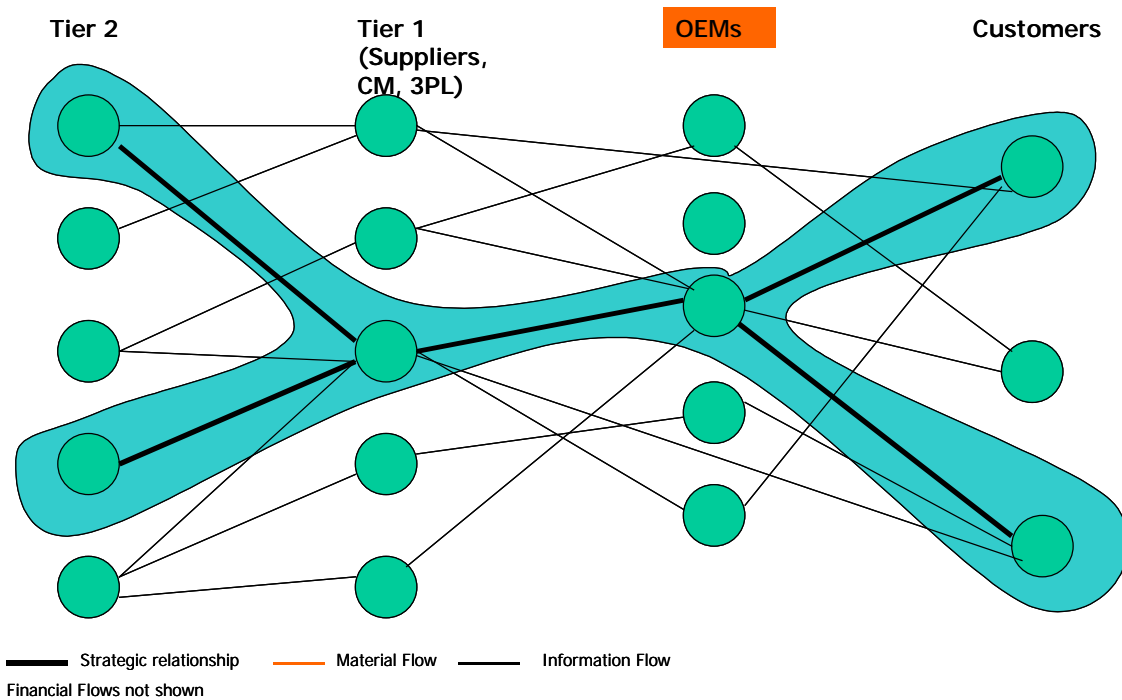 Tier 2
Tier 1
(Suppliers,
CM, 3PL)
OEMs
Customers
Strategic relationship
Material Flow
Information Flow
Financial Flows not shown